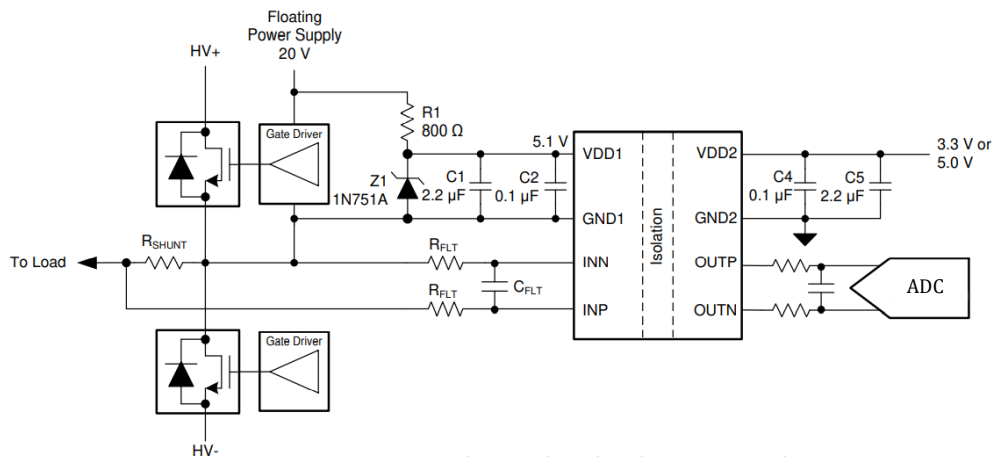 Floating
Power Supply
20 V
HV+
Gate Driver
R1
800 Ω
5.1 V
Z1
1N751A
C1
2.2 µF
C2
0.1 µF
VDD1
GND1
INN
INP
Isolation
VDD2
GND2
OUTP
OUTN
3.3 V or
5.0 V
C4
0.1 µF
C5
2.2 µF
ADC
To Load
RSHUNT
RFLT
RFLT
CFLT
Gate Driver
HV-